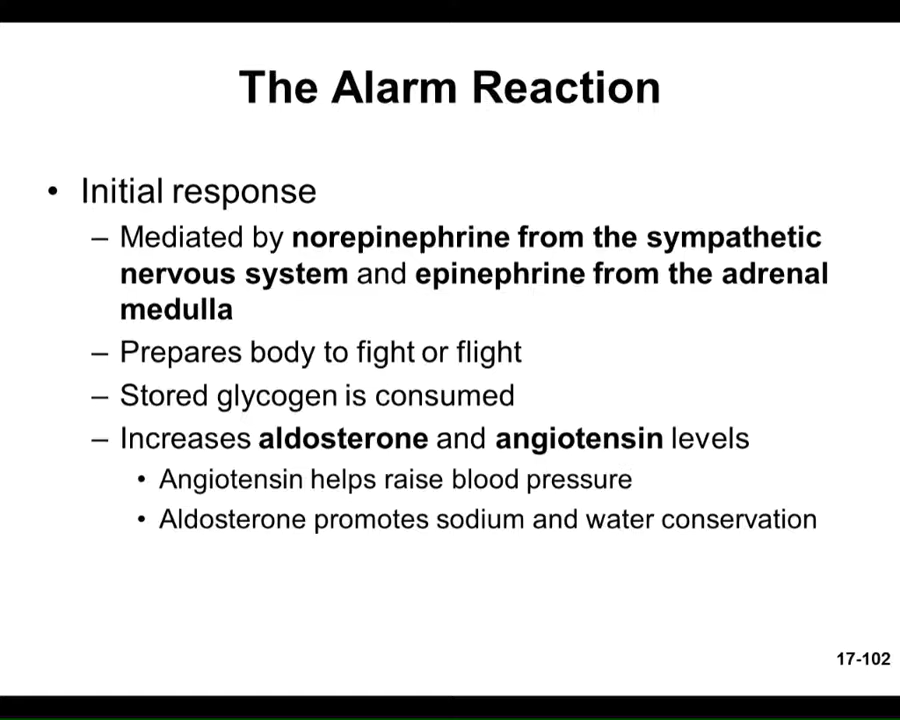 The Alarm Reaction
• Initial response
– Mediated by norepinephrine from the sympathetic
nervous system and epinephrine from the adrenal
medulla
– Prepares body to fight or flight
– Stored glycogen is consumed
– Increases aldosterone and angiotensin levels
• Angiotensin helps raise blood pressure
• Aldosterone promotes sodium and water conservation
17-102